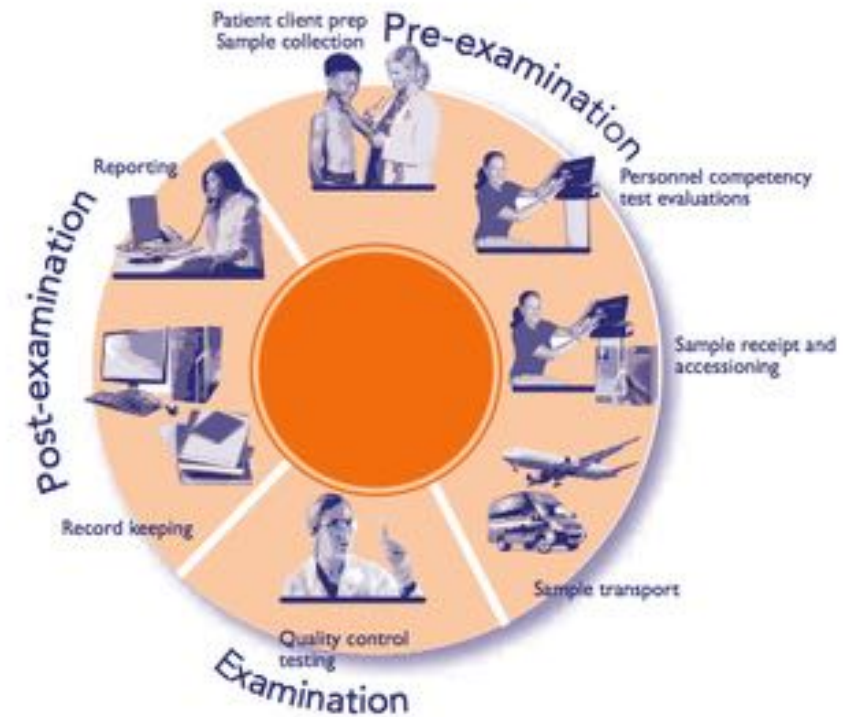 Patient client prep
Sample collection
Pre-examination
Personnel competency
test evaluations
Sample receipt and
accessioning
Sample transport
Quality control
testing
Examination
Record keeping
Post-examination
Reporting